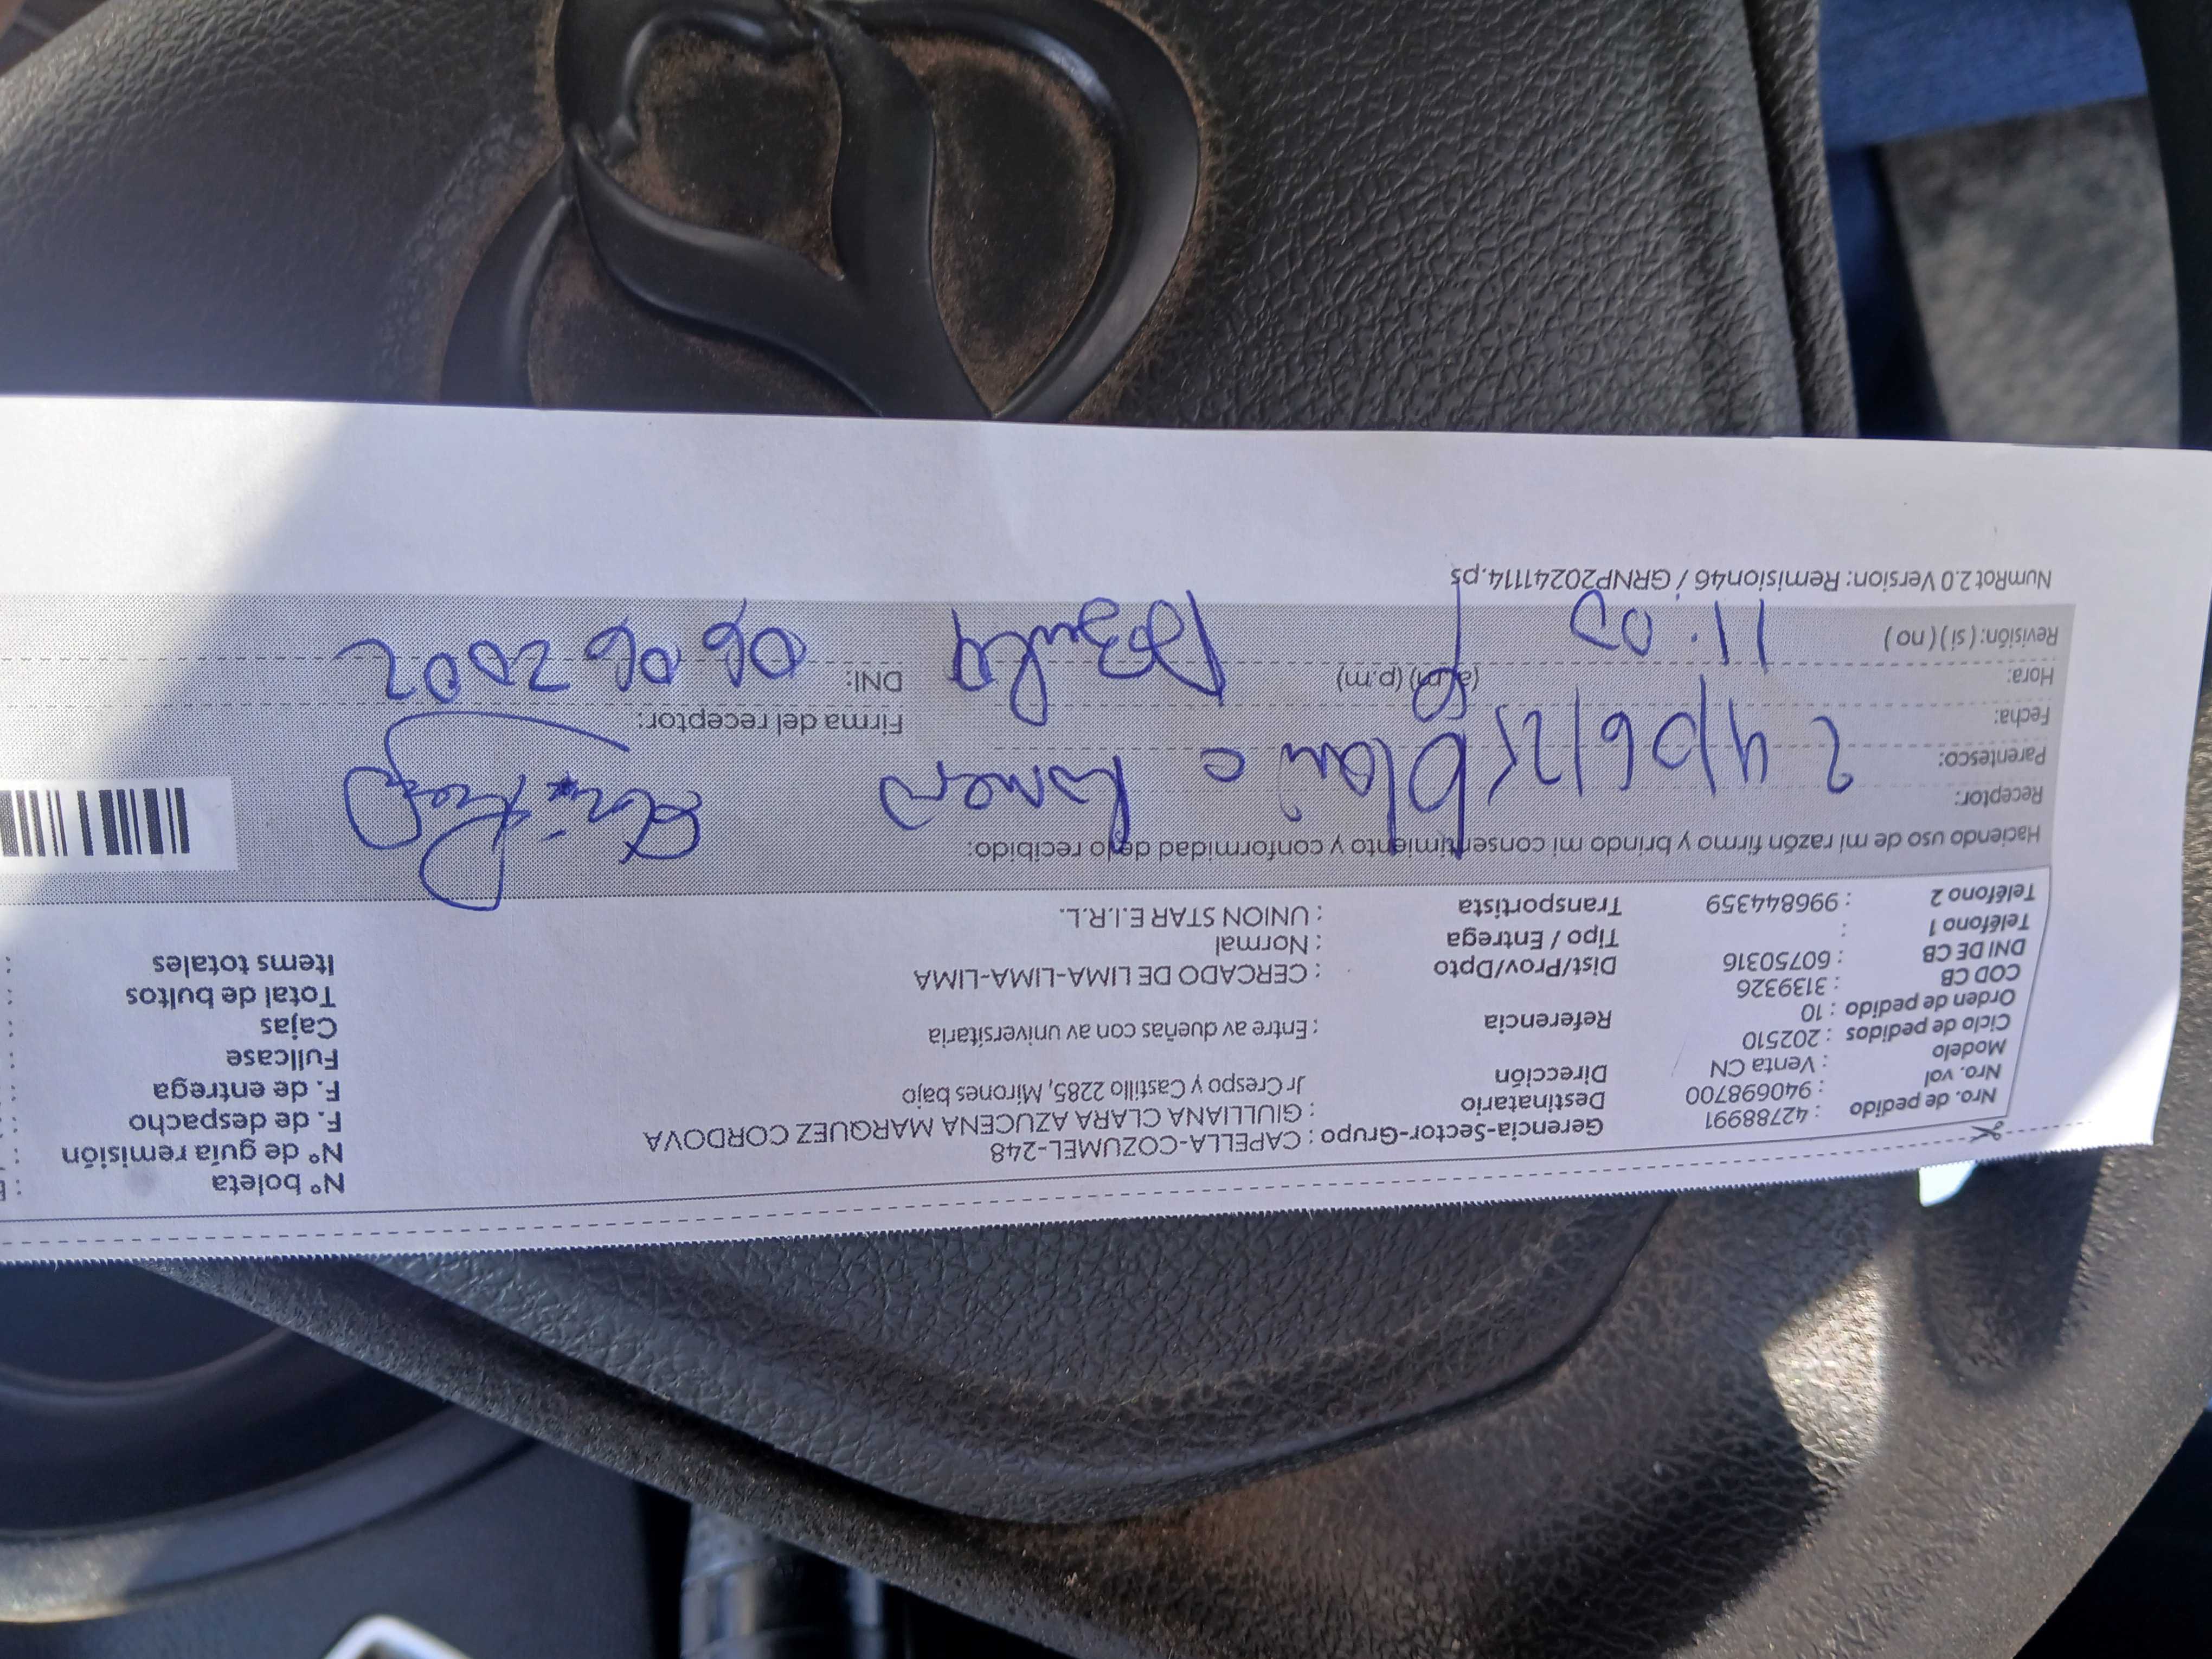 Nro. de pedido : 42788991 Gerencia-Sector-Grupo : CAPELLA-COZUMEL-248 N° boleta :
Nro. vol : 940698700 Destinatario : GIULLIANA CLARA AZUCENA MARQUEZ CORDOVA N° de guía remisión :
Modelo : Venta CN Dirección Jr Crespo y Castillo 2285, Mirones bajo F. de despacho :
Ciclo de pedidos : 202510 F. de entrega :
Orden de pedido : 10 Referencia : Entre av dueñas con av universitaria Fullcase :
COD CB : 3139326 Cajas :
DNI DE CB : 60750316 Dist/Prov/Dpto : CERCADO DE LIMA-LIMA-LIMA Total de bultos :
Teléfono 1 : Tipo / Entrega : Normal Items totales :
Teléfono 2 : 996844359 Transportista : UNION STAR E.I.R.L.
Haciendo uso de mi razón firmo y brindo mi consentimiento y conformidad de lo recibido:
Receptor:
Parentesco:
Fecha: 24/06/25 Firma del receptor:
Hora: 11:03 (a.m) (p.m) DNI: 06062002
Revisión: (si) (no)
NumRot 2.0 Version: Remision46 / GRNP20241114.ps